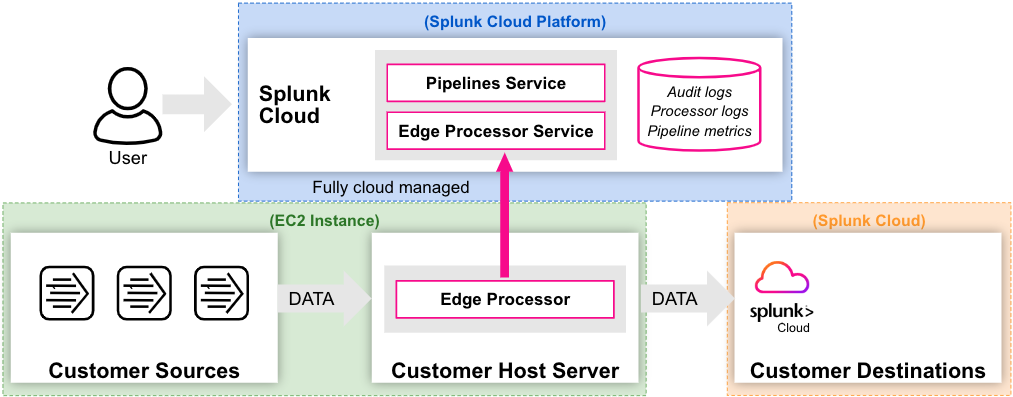 (Splunk Cloud Platform)
Splunk
Cloud
Pipelines Service
Edge Processor Service
Audit logs
Processor logs
Pipeline metrics
User
Fully cloud managed
(EC2 Instance)
(Splunk Cloud)
DATA
Edge Processor
DATA
splunk>
Cloud
Customer Sources
Customer Host Server
Customer Destinations